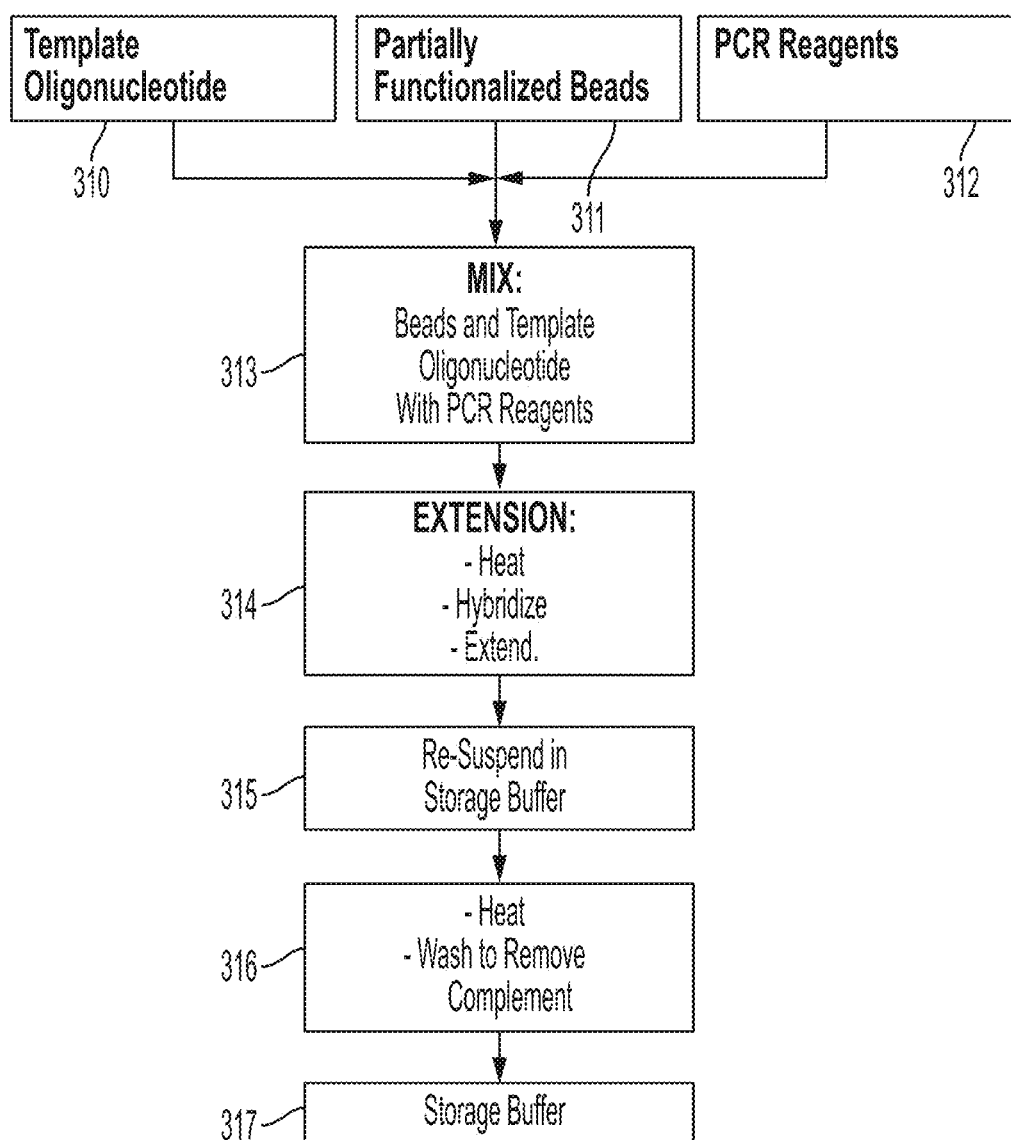 Template
Oligonucleotide
Partially
Functionalized Beads
PCR Reagents
310
311
312
MIX:
Beads and Template
Oligonucleotide
With PCR Reagents
313
EXTENSION:
- Heat
- Hybridize
- Extend.
314
Re-Suspend in
Storage Buffer
315
- Heat
- Wash to Remove
Complement
316
Storage Buffer
317